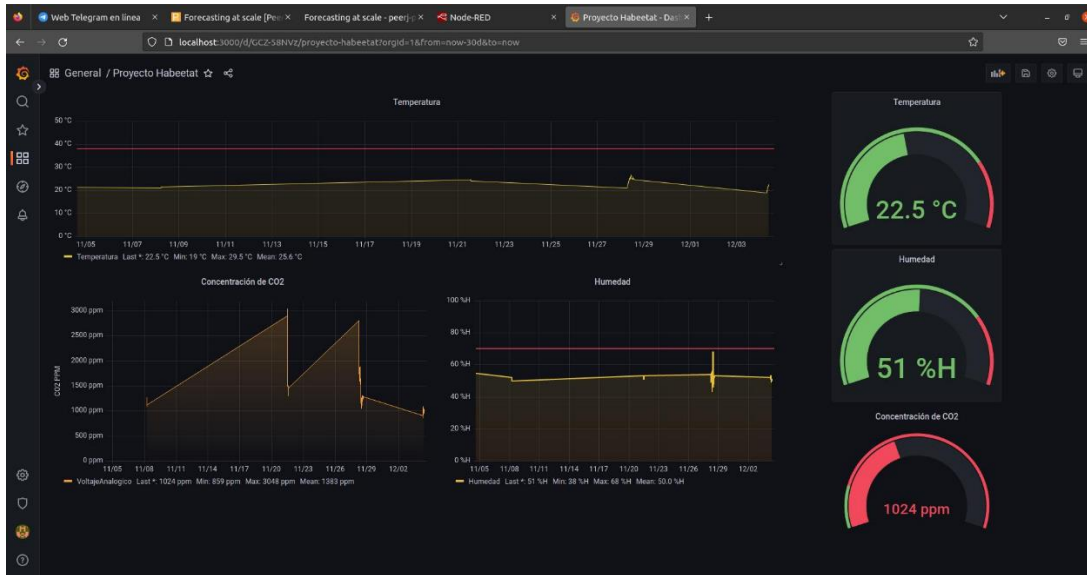 Web Telegram en línea
Forecasting at scale [Peer
Forecasting at scale - peerj-p
Node-RED
Proyecto Habeetat - Das
localhost:3000/d/GCZ-S8NVz/proyecto-habeetat?orgId=1&from=now-30d&to=now
General / Proyecto Habeetat
Temperatura
50 °C
40 °C
30 °C
20 °C
10 °C
0 °C
11/05 11/07 11/09 11/11 11/13 11/15 11/17 11/19 11/21 11/23 11/25 11/27 11/29 12/01 12/03
Temperatura Last *: 22.5 °C Min: 19 °C Max: 29.5 °C Mean: 25.6 °C
Temperatura
22.5 °C
Concentración de CO2
CO2 PPM
3000 ppm
2500 ppm
2000 ppm
1500 ppm
1000 ppm
500 ppm
0 ppm
11/05 11/08 11/11 11/14 11/17 11/20 11/23 11/26 11/29 12/02
VoltajeAnalogico Last *: 1024 ppm Min: 859 ppm Max: 3048 ppm Mean: 1383 ppm
Humedad
100 %H
80 %H
60 %H
40 %H
20 %H
0 %H
11/05 11/08 11/11 11/14 11/17 11/20 11/23 11/26 11/29 12/02
Humedad Last *: 51 %H Min: 38 %H Max: 68 %H Mean: 50.0 %H
Humedad
51 %H
Concentración de CO2
1024 ppm